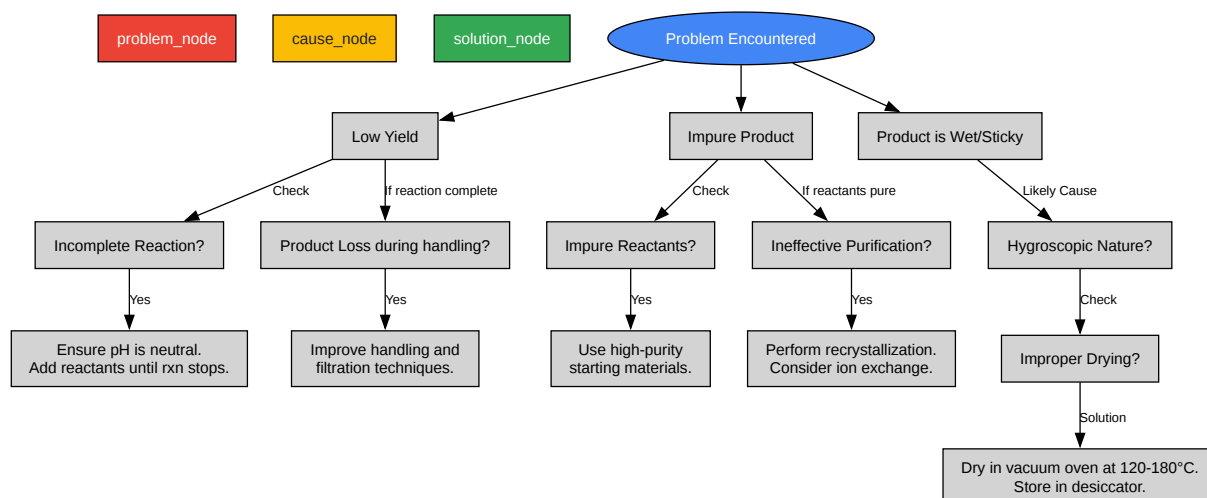 problem_node
cause_node
solution_node
Problem Encountered
Low Yield
Impure Product
Product is Wet/Sticky
Check
If reaction complete
Check
If reactants pure
Likely Cause
Incomplete Reaction?
Product Loss during handling?
Impure Reactants?
Ineffective Purification?
Hygroscopic Nature?
Yes
Yes
Yes
Yes
Check
Ensure pH is neutral.
Add reactants until rxn stops.
Improve handling and
filtration techniques.
Use high-purity
starting materials.
Perform recrystallization.
Consider ion exchange.
Improper Drying?
Solution
Dry in vacuum oven at 120-180°C.
Store in desiccator.